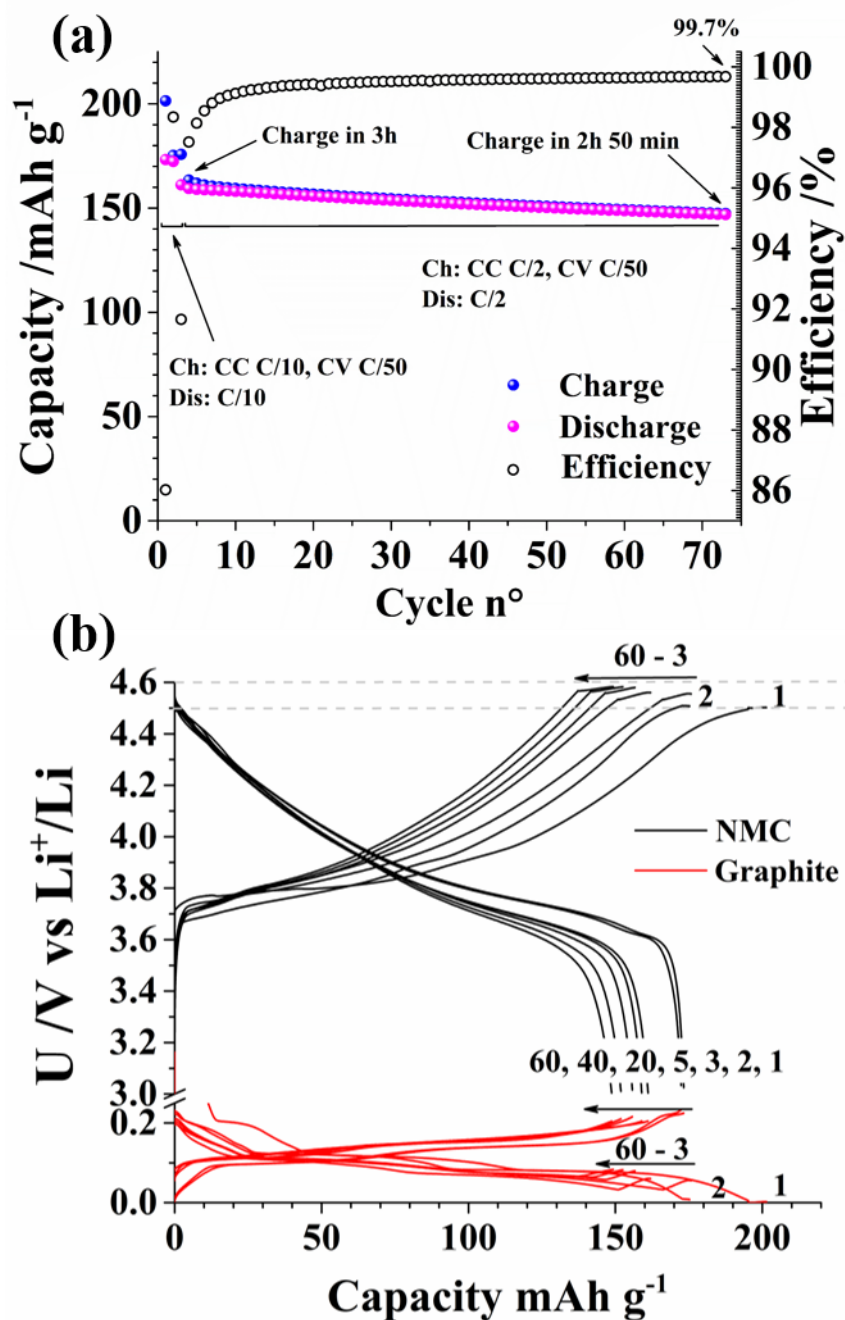 (a)
99.7%
Capacity /mAh g⁻¹
Efficiency /%
200
150
100
50
0
100
98
96
94
92
90
88
86
Charge in 3h
Charge in 2h 50 min
Ch: CC C/2, CV C/50
Dis: C/2
Ch: CC C/10, CV C/50
Dis: C/10
Charge
Discharge
Efficiency
0 10 20 30 40 50 60 70
Cycle n°
(b)
U /V vs Li⁺/Li
4.6
4.4
4.2
4.0
3.8
3.6
3.4
3.2
3.0
0.2
0.0
60 - 3
2 1
NMC
Graphite
60, 40, 20, 5, 3, 2, 1
60 - 3
2 1
0 50 100 150 200
Capacity mAh g⁻¹